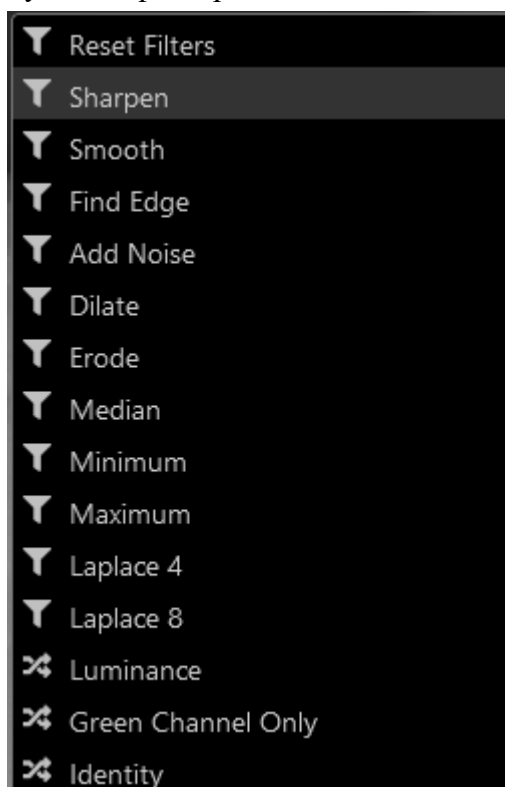 Reset Filters
Sharpen
Smooth
Find Edge
Add Noise
Dilate
Erode
Median
Minimum
Maximum
Laplace 4
Laplace 8
Luminance
Green Channel Only
Identity